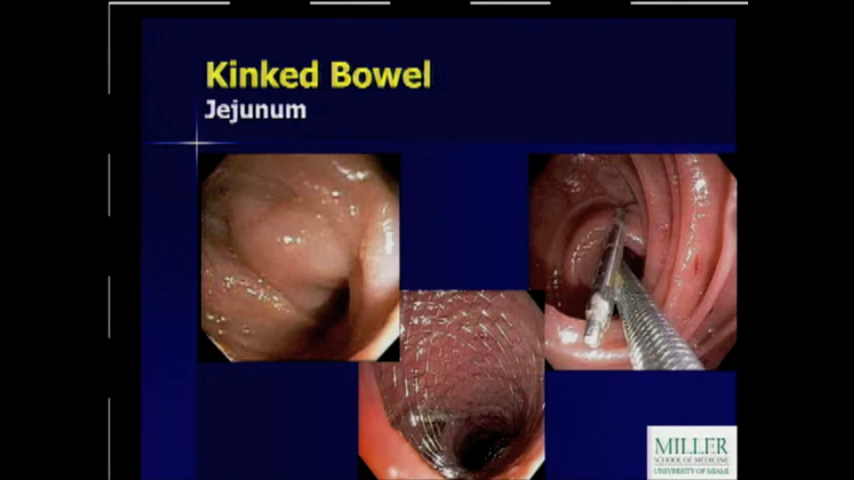 Kinked Bowel
Jejunum
MILLER
SCHOOL OF MEDICINE
UNIVERSITY OF MIAMI